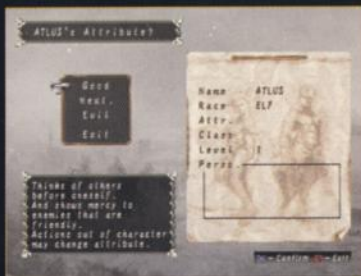 ATLUS's Attribute?
Good
Neut.
Evil
Exit
Name ATLUS
Race ELF
Attr.
Class
Level 1
Perso.
Thinks of others
before oneself.
And shows mercy to
enemies that are
friendly.
Actions out of character
may change attribute.
=Confirm =Exit